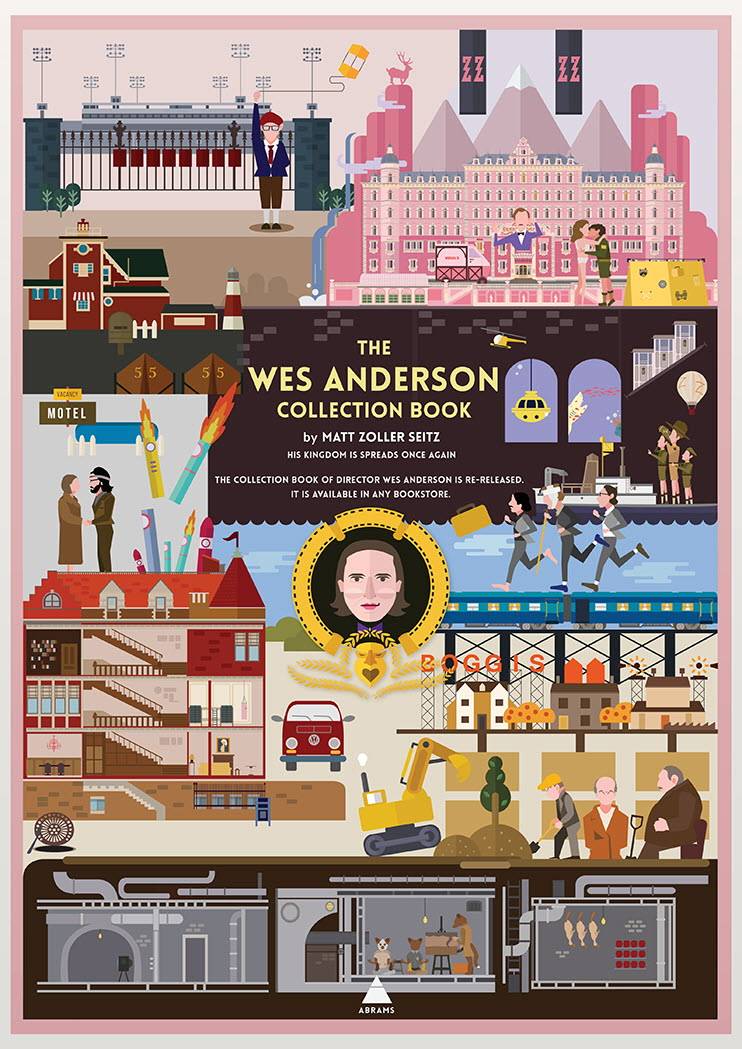 ZZ
ZZ
THE
WES ANDERSON
COLLECTION BOOK
by MATT ZOLLER SEITZ
HIS KINGDOM IS SPREADS ONCE AGAIN
THE COLLECTION BOOK OF DIRECTOR WES ANDERSON IS RE-RELEASED.
IT IS AVAILABLE IN ANY BOOKSTORE.
55
55
VACANCY
MOTEL
BOGGIS
ABRAMS